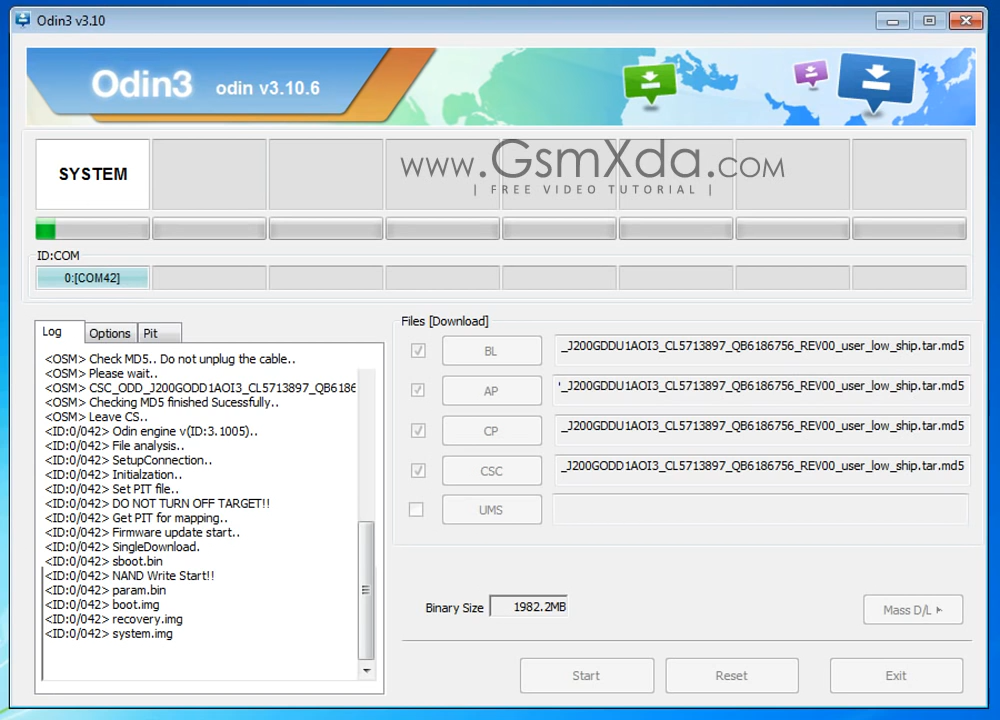 Odin3 v3.10
Odin3 odin v3.10.6
SYSTEM
www.GsmXda.com
| FREE VIDEO TUTORIAL |
ID:COM
0:[COM42]
Log Options Pit
<OSM> Check MD5.. Do not unplug the cable..
<OSM> Please wait..
<OSM> CSC_ODD_J200GODD1AOI3_CL5713897_QB6186
<OSM> Checking MD5 finished Sucessfully..
<OSM> Leave CS..
<ID:0/042> Odin engine v(ID:3.1005)..
<ID:0/042> File analysis..
<ID:0/042> SetupConnection..
<ID:0/042> Initialzation..
<ID:0/042> Set PIT file..
<ID:0/042> DO NOT TURN OFF TARGET!!
<ID:0/042> Get PIT for mapping..
<ID:0/042> Firmware update start..
<ID:0/042> SingleDownload.
<ID:0/042> sboot.bin
<ID:0/042> NAND Write Start!!
<ID:0/042> param.bin
<ID:0/042> boot.img
<ID:0/042> recovery.img
<ID:0/042> system.img
Files [Download]
BL _J200GDDU1AOI3_CL5713897_QB6186756_REV00_user_low_ship.tar.md5
AP _J200GDDU1AOI3_CL5713897_QB6186756_REV00_user_low_ship.tar.md5
CP _J200GDDU1AOI3_CL5713897_QB6186756_REV00_user_low_ship.tar.md5
CSC _J200GODD1AOI3_CL5713897_QB6186756_REV00_user_low_ship.tar.md5
UMS
Binary Size 1982.2MB
Mass D/L
Start Reset Exit